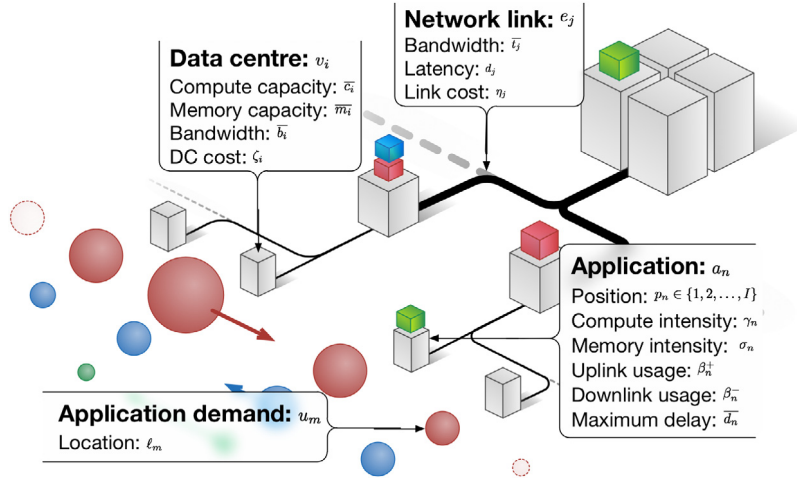 Network link: eⱼ
Bandwidth: l̅ⱼ
Latency: dⱼ
Link cost: ηⱼ
Data centre: vᵢ
Compute capacity: c̅ᵢ
Memory capacity: m̅ᵢ
Bandwidth: b̅ᵢ
DC cost: ζᵢ
Application: aₙ
Position: pₙ ∈ {1, 2, …, I}
Compute intensity: γₙ
Memory intensity: σₙ
Uplink usage: βₙ⁺
Downlink usage: βₙ⁻
Maximum delay: d̅ₙ
Application demand: uₘ
Location: ℓₘ